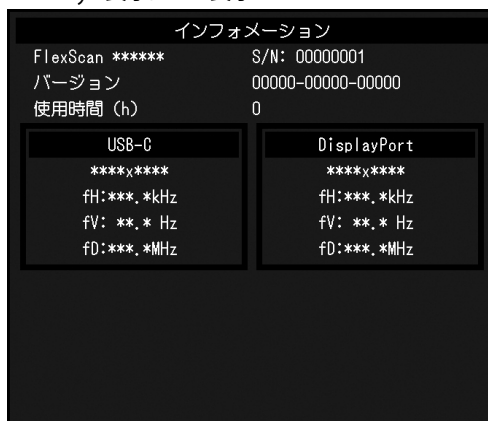 インフォメーション
FlexScan ****** S/N: 00000001
バージョン 00000-00000-00000
使用時間 (h) 0
USB-C DisplayPort
****x**** ****x****
fH:***.*kHz fH:***.*kHz
fV: **.* Hz fV: **.* Hz
fD:***.*MHz fD:***.*MHz